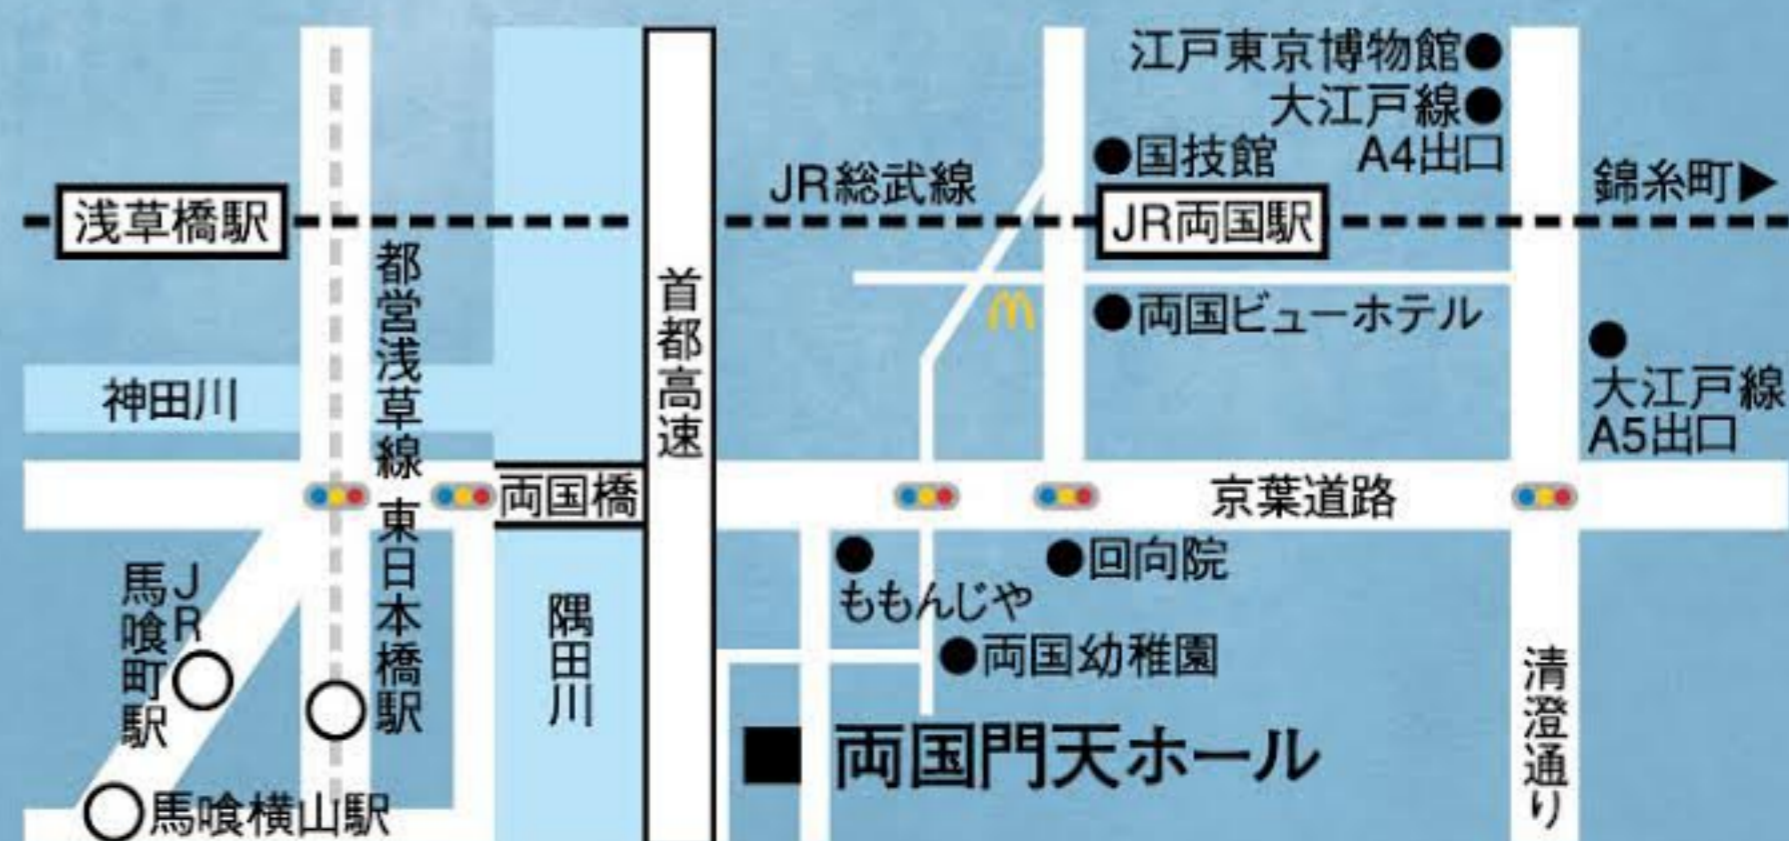 江戸東京博物館
大江戸線
A4出口
国技館
JR総武線
錦糸町▶
浅草橋駅
JR両国駅
都営浅草線
首都高速
両国ビューホテル
大江戸線
A5出口
神田川
両国橋
京葉道路
東日本橋駅
JR
馬喰町駅
隅田川
ももんじや
回向院
両国幼稚園
清澄通り
両国門天ホール
馬喰横山駅